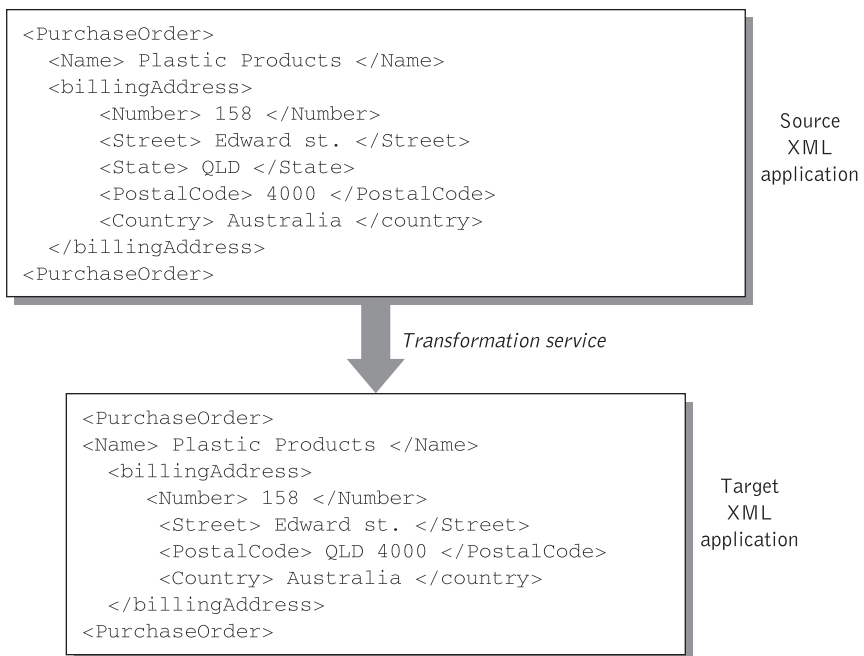 <PurchaseOrder>
<Name> Plastic Products </Name>
<billingAddress>
<Number> 158 </Number>
<Street> Edward st. </Street>
<State> QLD </State>
<PostalCode> 4000 </PostalCode>
<Country> Australia </country>
</billingAddress>
<PurchaseOrder>
Source
XML
application
Transformation service
<PurchaseOrder>
<Name> Plastic Products </Name>
<billingAddress>
<Number> 158 </Number>
<Street> Edward st. </Street>
<PostalCode> QLD 4000 </PostalCode>
<Country> Australia </country>
</billingAddress>
<PurchaseOrder>
Target
XML
application